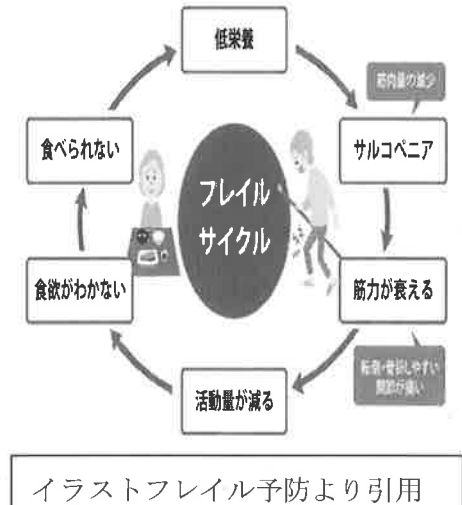 低栄養
筋肉量の減少
サルコペニア
筋力が衰える
転倒・骨折しやすい
関節が痛い
活動量が減る
食欲がわかない
食べられない
フレイル
サイクル
イラストフレイル予防より引用